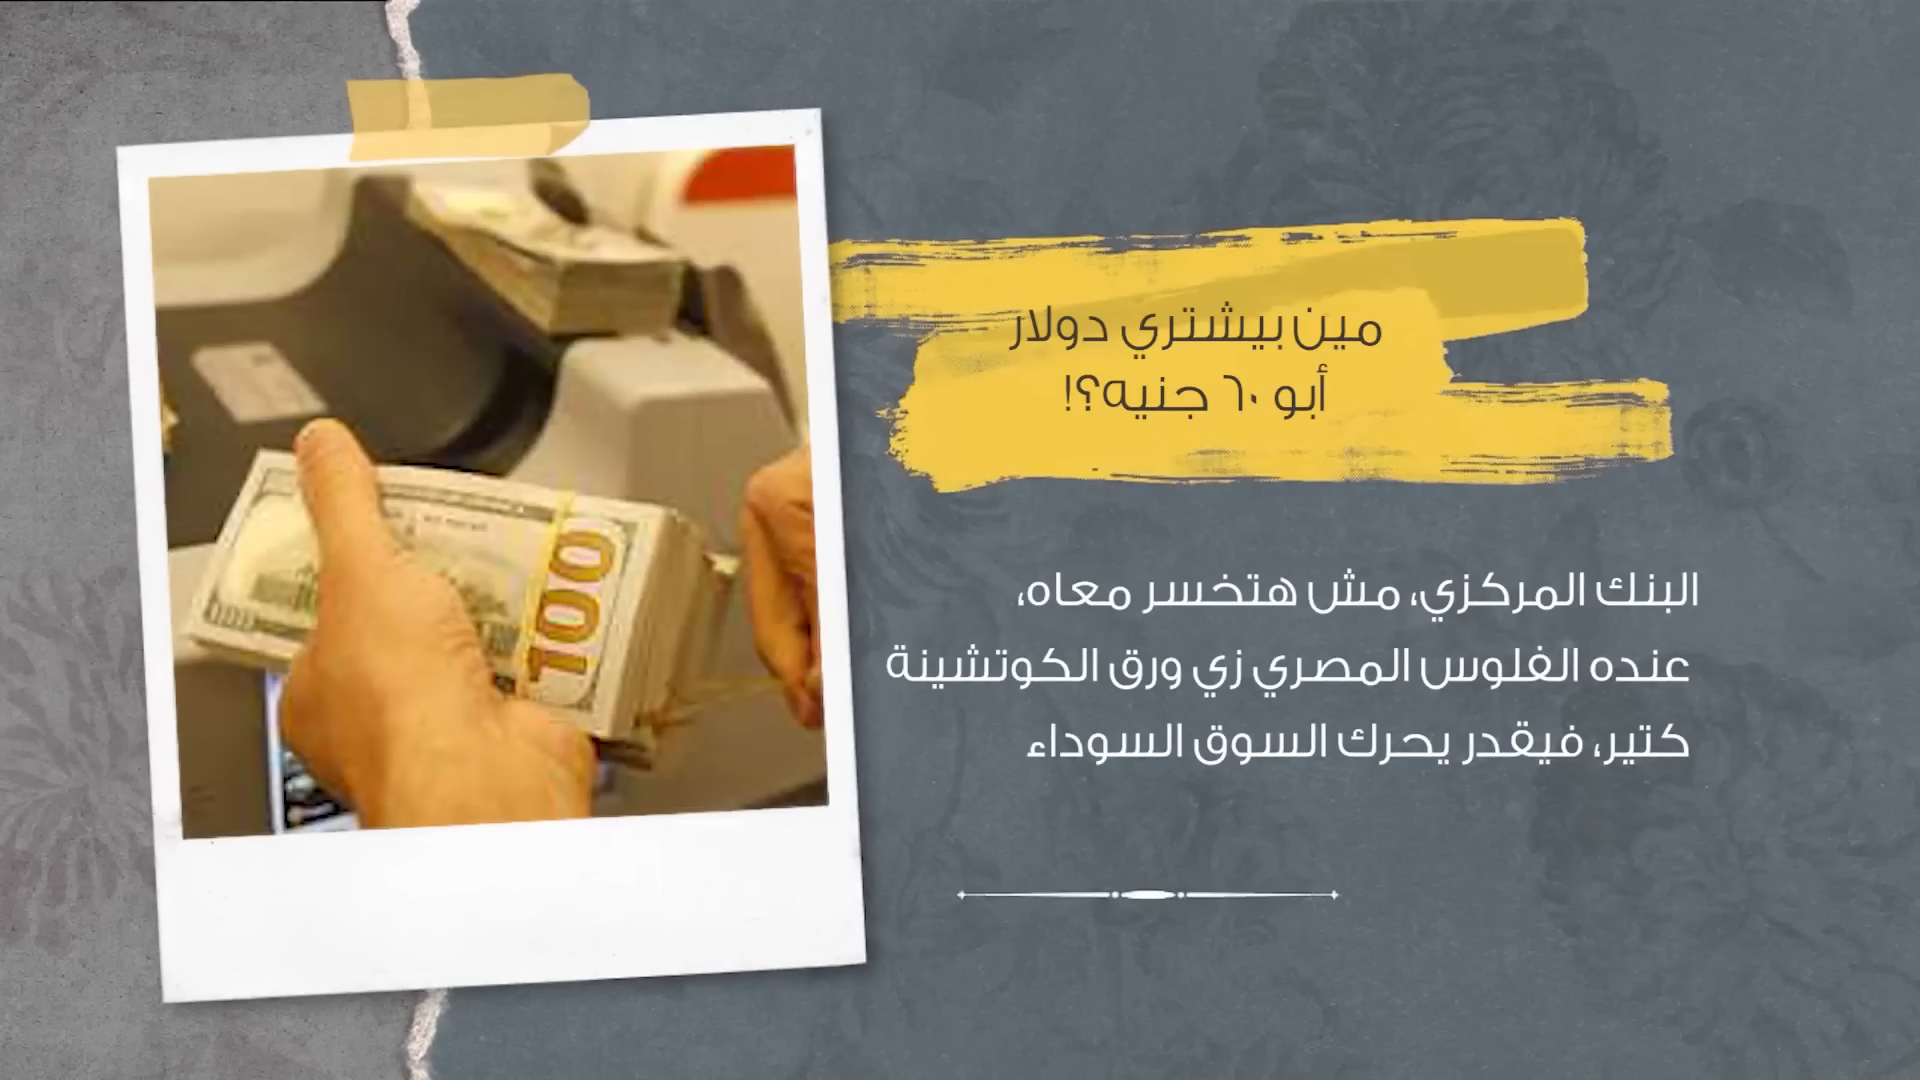 مين بيشتري دولار
أبو ٦٠ جنيه؟!
البنك المركزي، مش هتخسر معاه،
عنده الفلوس المصري زي ورق الكوتشينة
كتير، فيقدر يحرك السوق السوداء
100